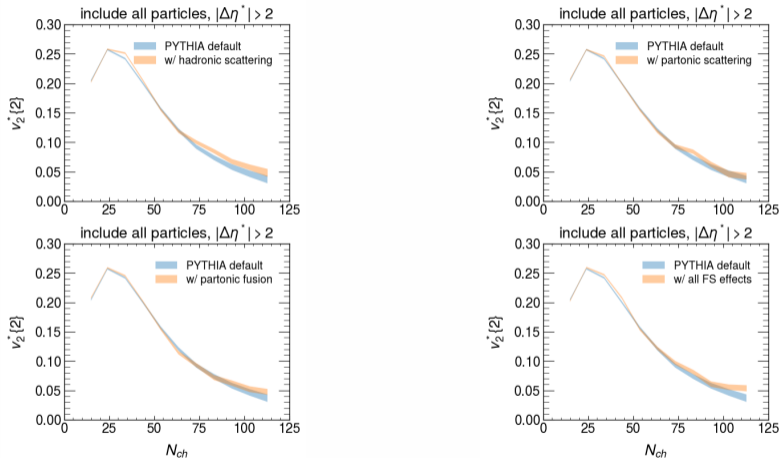 include all particles, |Δη*| > 2
PYTHIA default
w/ hadronic scattering
v*₂{2}
0.30
0.25
0.20
0.15
0.10
0.05
0.00
0 25 50 75 100 125
include all particles, |Δη*| > 2
PYTHIA default
w/ partonic scattering
v*₂{2}
0.30
0.25
0.20
0.15
0.10
0.05
0.00
0 25 50 75 100 125
include all particles, |Δη*| > 2
PYTHIA default
w/ partonic fusion
v*₂{2}
0.30
0.25
0.20
0.15
0.10
0.05
0.00
0 25 50 75 100 125
N_ch
include all particles, |Δη*| > 2
PYTHIA default
w/ all FS effects
v*₂{2}
0.30
0.25
0.20
0.15
0.10
0.05
0.00
0 25 50 75 100 125
N_ch